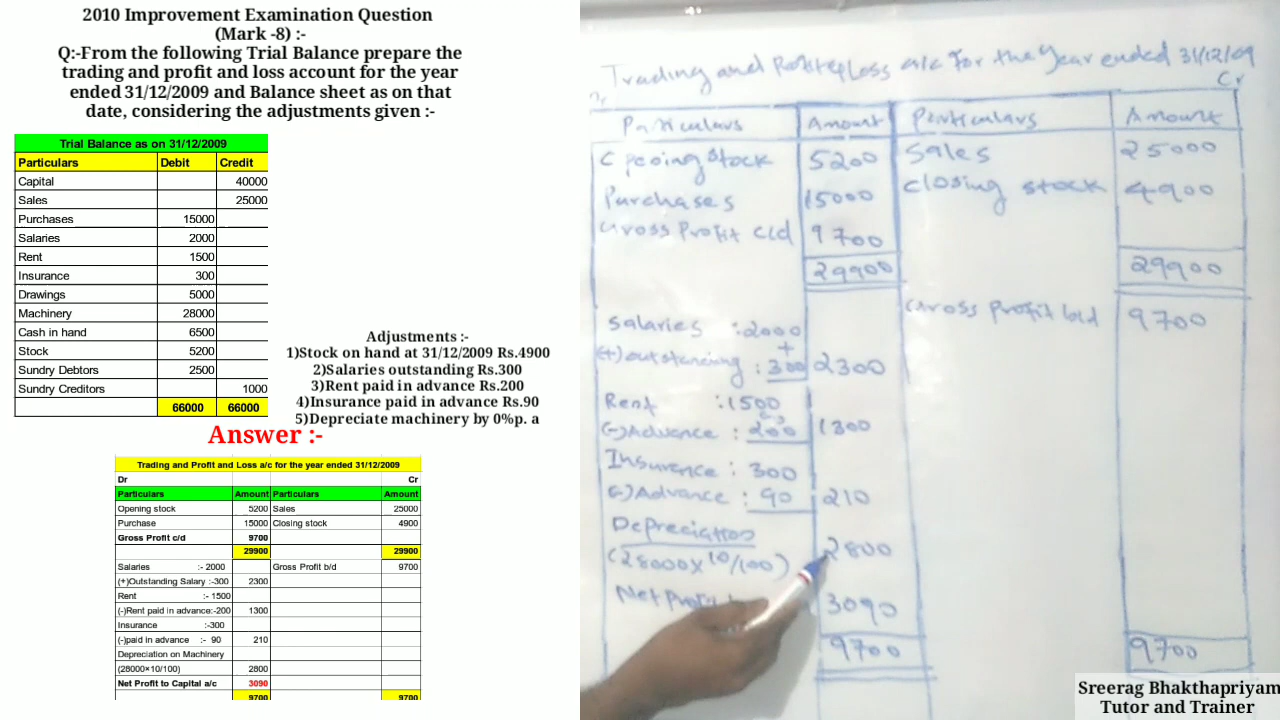 2010 Improvement Examination Question
(Mark -8) :-
Q:-From the following Trial Balance prepare the
trading and profit and loss account for the year
ended 31/12/2009 and Balance sheet as on that
date, considering the adjustments given :-
Trial Balance as on 31/12/2009
Particulars Debit Credit
Capital 40000
Sales 25000
Purchases 15000
Salaries 2000
Rent 1500
Insurance 300
Drawings 5000
Machinery 28000
Cash in hand 6500
Stock 5200
Sundry Debtors 2500
Sundry Creditors 1000
66000 66000
Adjustments :-
1)Stock on hand at 31/12/2009 Rs.4900
2)Salaries outstanding Rs.300
3)Rent paid in advance Rs.200
4)Insurance paid in advance Rs.90
5)Depreciate machinery by 0%p. a
Answer :-
Trading and Profit and Loss a/c for the year ended 31/12/2009
Dr Cr
Particulars Amount Particulars Amount
Opening stock 5200 Sales 25000
Purchase 15000 Closing stock 4900
Gross Profit c/d 9700
29900 29900
Salaries :- 2000 Gross Profit b/d 9700
(+)Outstanding Salary :-300 2300
Rent :- 1500
(-)Rent paid in advance:-200 1300
Insurance :-300
(-)paid in advance :- 90 210
Depreciation on Machinery
(28000×10/100) 2800
Net Profit to Capital a/c 3090
9700 9700
Trading and Loss a/c for the Year ended 31/12/09
Cr
Particulars Amount Particulars Amount
Opening Stock 5200 Sales 25000
Purchases 15000 Closing stock 4900
Gross Profit c/d 9700
29900 29900
Gross Profit b/d 9700
Salaries :2000
+
(+)outstanding : 300 2300
Rent :1500
(-)Advance : 200 1300
Insurence : 300
(-)Advance : 90 210
Depreciation
(28000x10/100) 2800
Net Profit 3090
9700 9700
Sreerag Bhakthapriyam
Tutor and Trainer